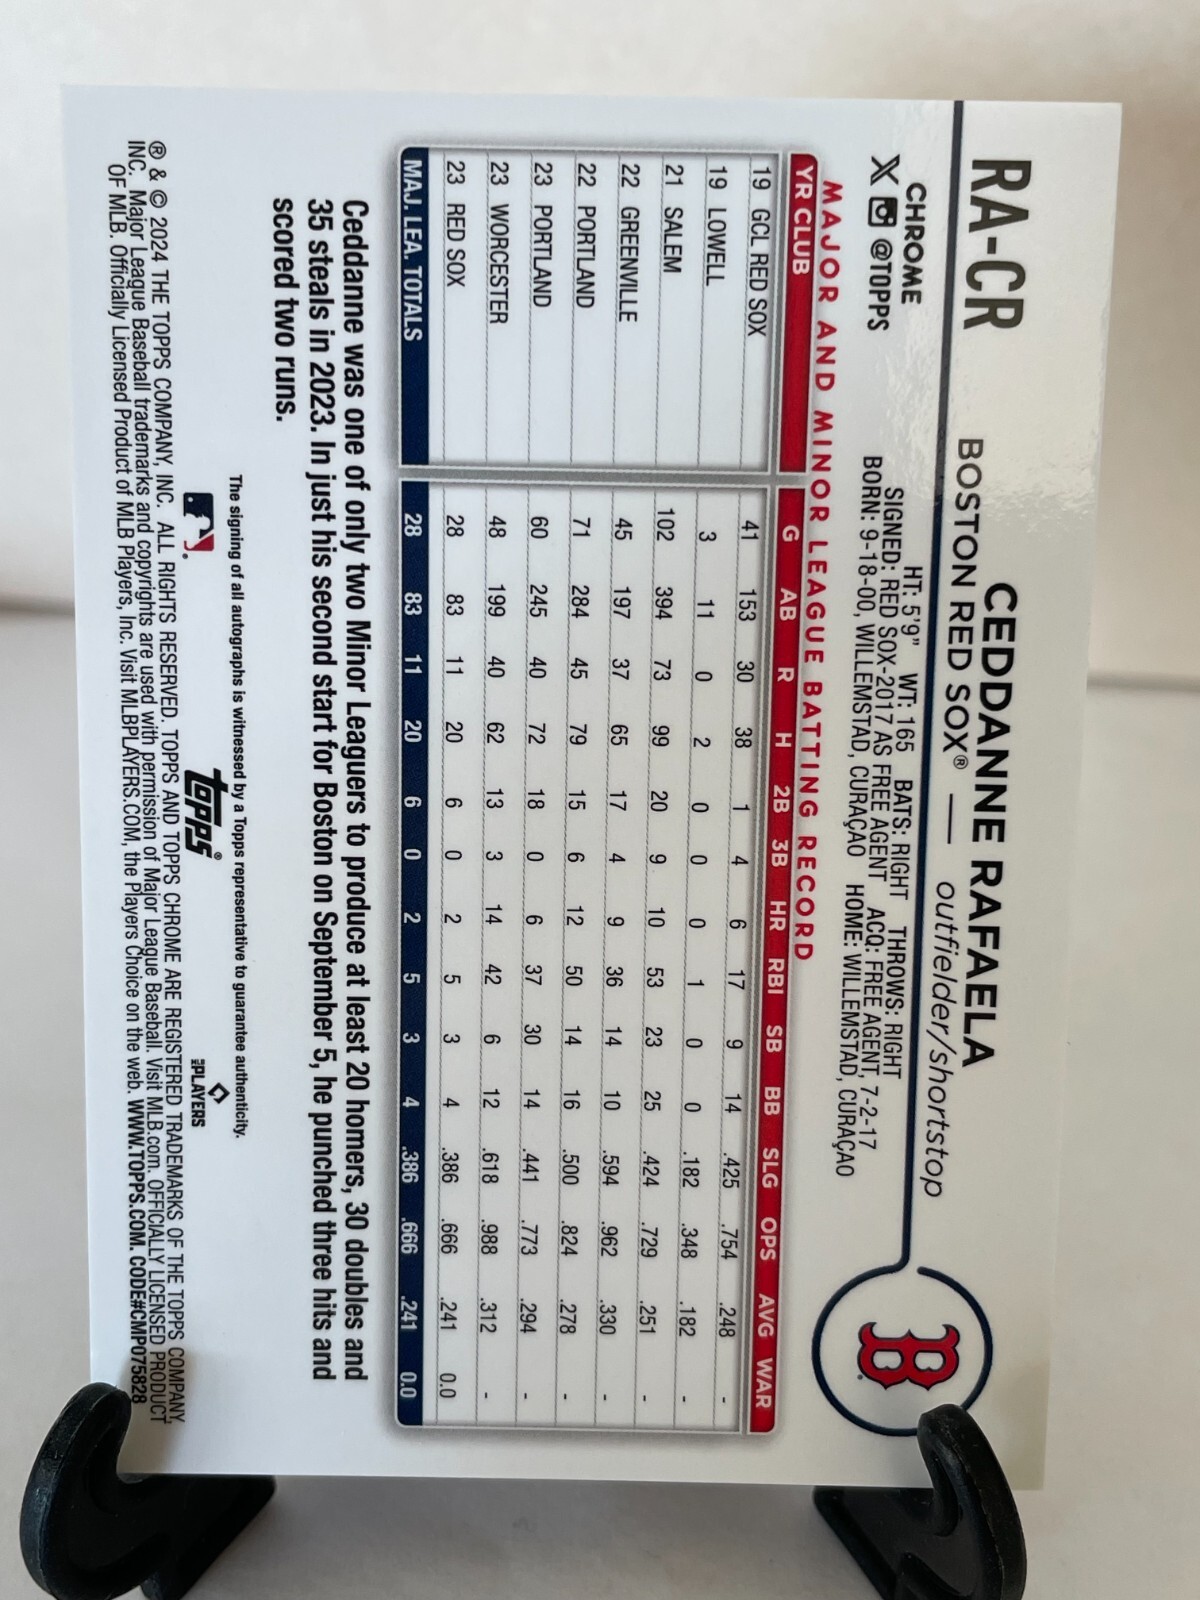 RA-CR
CEDDANNE RAFAELA
BOSTON RED SOX® — outfielder/shortstop
CHROME
X @TOPPS
HT: 5'9" WT: 165 BATS: RIGHT THROWS: RIGHT
SIGNED: RED SOX-2017 AS FREE AGENT ACQ: FREE AGENT, 7-2-17
BORN: 9-18-00, WILLEMSTAD, CURAÇAO HOME: WILLEMSTAD, CURAÇAO
B
MAJOR AND MINOR LEAGUE BATTING RECORD
YR CLUB G AB R H 2B 3B HR RBI SB BB SLG OPS AVG WAR
19 GCL RED SOX 41 153 30 38 1 4 6 17 9 14 .425 .754 .248 -
19 LOWELL 3 11 0 2 0 0 0 1 0 0 .182 .348 .182 -
21 SALEM 102 394 73 99 20 9 10 53 23 25 .424 .729 .251 -
22 GREENVILLE 45 197 37 65 17 4 9 36 14 10 .594 .962 .330 -
22 PORTLAND 71 284 45 79 15 6 12 50 14 16 .500 .824 .278 -
23 PORTLAND 60 245 40 72 18 0 6 37 30 14 .441 .773 .294 -
23 WORCESTER 48 199 40 62 13 3 14 42 6 12 .618 .988 .312 -
23 RED SOX 28 83 11 20 6 0 2 5 3 4 .386 .666 .241 0.0
MAJ. LEA. TOTALS 28 83 11 20 6 0 2 5 3 4 .386 .666 .241 0.0
Ceddanne was one of only two Minor Leaguers to produce at least 20 homers, 30 doubles and
35 steals in 2023. In just his second start for Boston on September 5, he punched three hits and
scored two runs.
The signing of all autographs is witnessed by a Topps representative to guarantee authenticity.
topps®
MLB PLAYERS
® & © 2024 THE TOPPS COMPANY, INC. ALL RIGHTS RESERVED. TOPPS AND TOPPS CHROME ARE REGISTERED TRADEMARKS OF THE TOPPS COMPANY,
INC. Major League Baseball trademarks and copyrights are used with permission of Major League Baseball. Visit MLB.com. OFFICIALLY LICENSED PRODUCT
OF MLB. Officially Licensed Product of MLB Players, Inc. Visit MLBPLAYERS.COM, the Players Choice on the web. WWW.TOPPS.COM. CODE#CMP075828